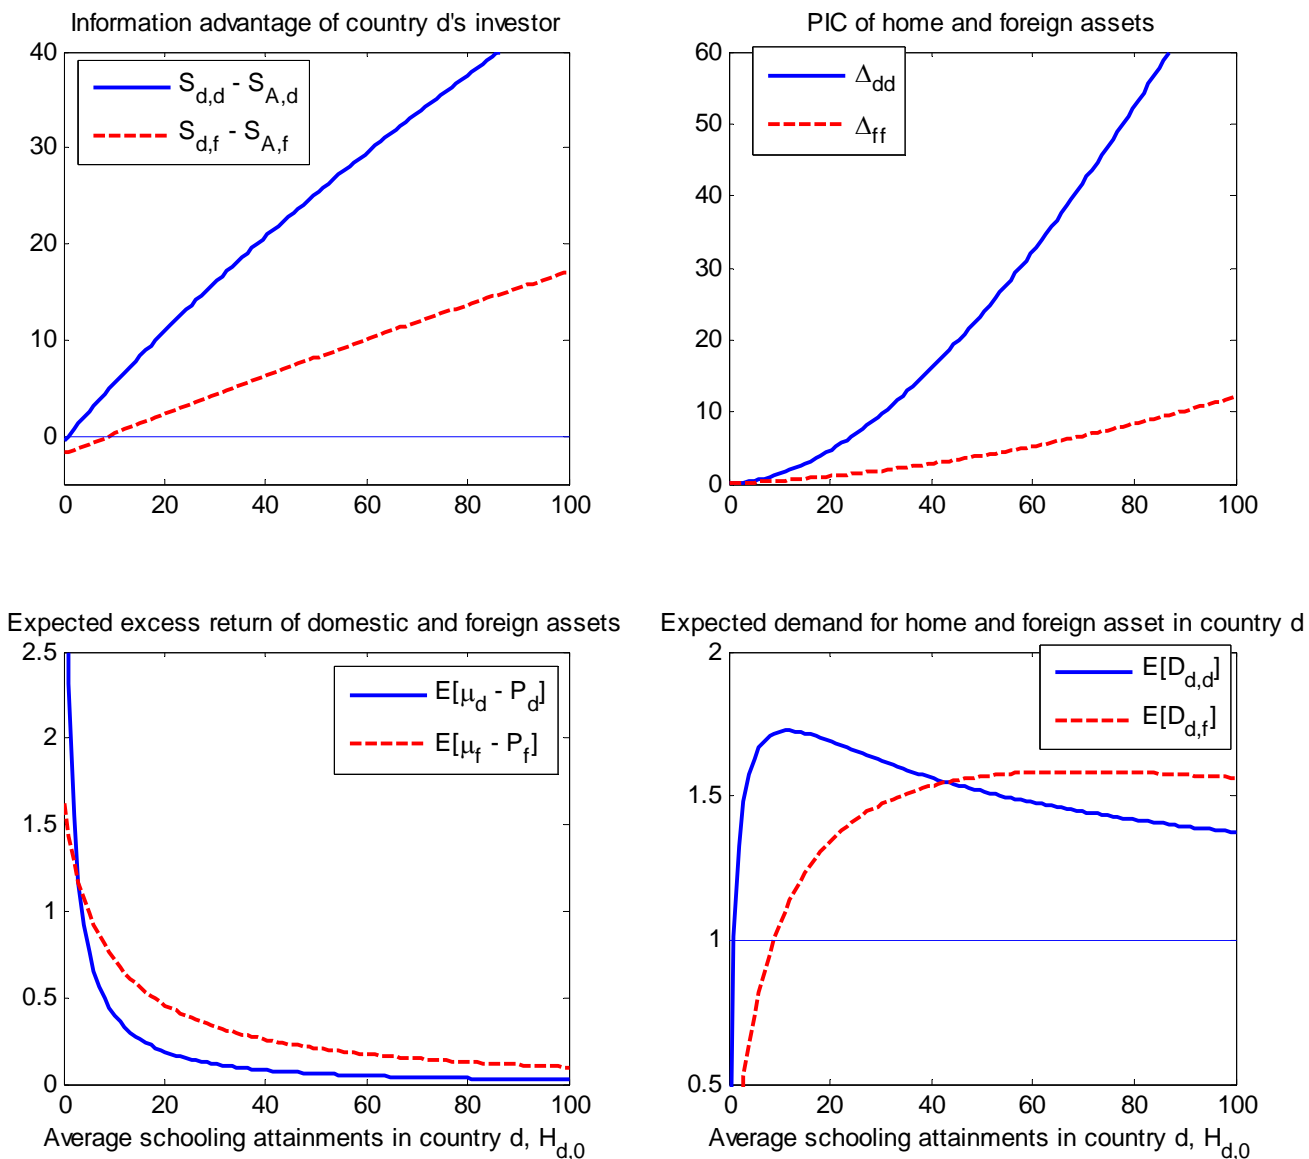 Information advantage of country d's investor
S_{d,d} - S_{A,d}
S_{d,f} - S_{A,f}
40
30
20
10
0
0 20 40 60 80 100
PIC of home and foreign assets
Δ_{dd}
Δ_{ff}
60
50
40
30
20
10
0
0 20 40 60 80 100
Expected excess return of domestic and foreign assets
E[μ_d - P_d]
E[μ_f - P_f]
2.5
2
1.5
1
0.5
0
0 20 40 60 80 100
Average schooling attainments in country d, H_{d,0}
Expected demand for home and foreign asset in country d
E[D_{d,d}]
E[D_{d,f}]
2
1.5
1
0.5
0 20 40 60 80 100
Average schooling attainments in country d, H_{d,0}